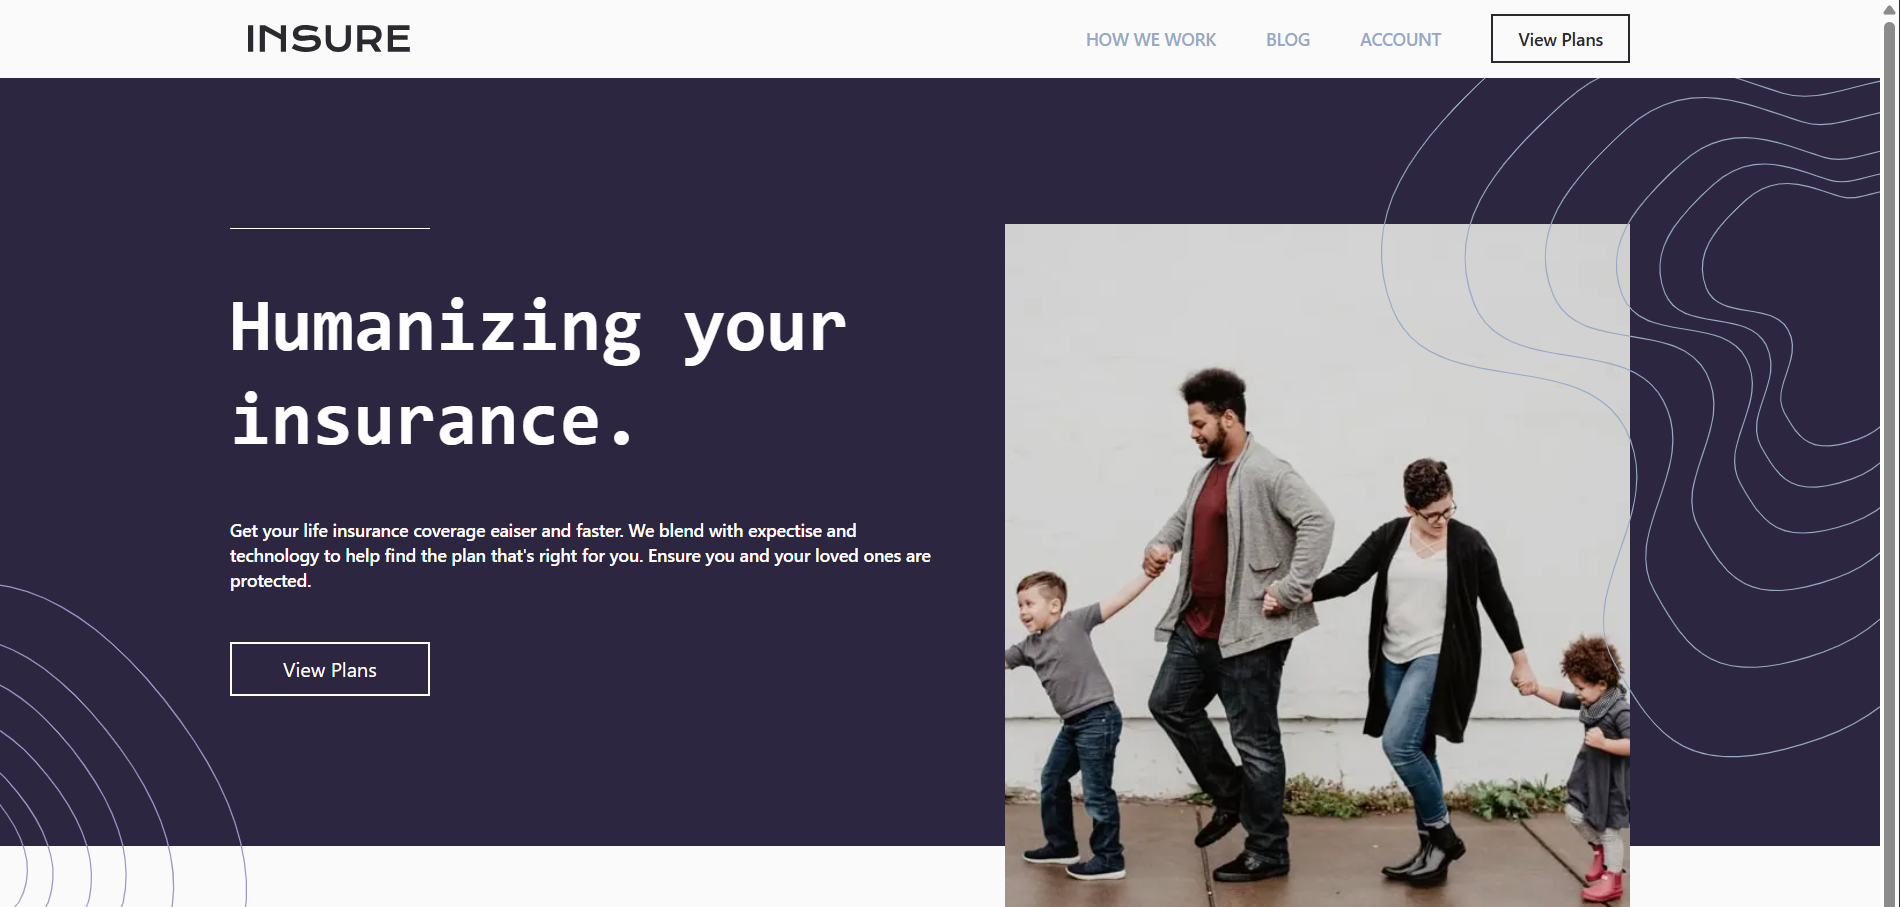 INSURE
HOW WE WORK
BLOG
ACCOUNT
View Plans
Humanizing your
insurance.
Get your life insurance coverage eaiser and faster. We blend with expectise and
technology to help find the plan that's right for you. Ensure you and your loved ones are
protected.
View Plans